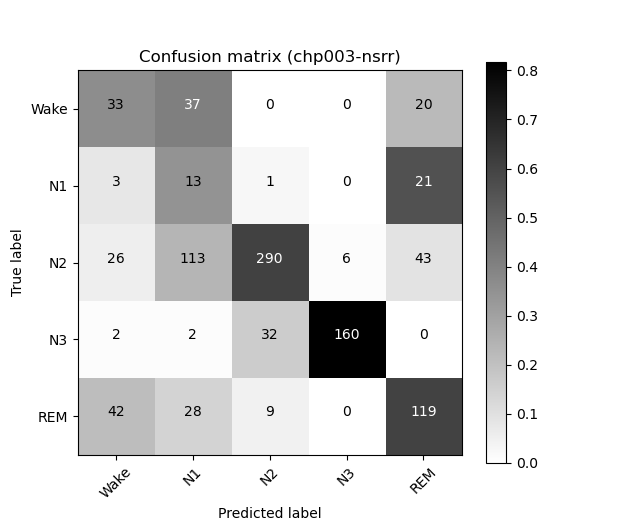 Confusion matrix (chp003-nsrr)
True label
Wake 33 37 0 0 20
N1 3 13 1 0 21
N2 26 113 290 6 43
N3 2 2 32 160 0
REM 42 28 9 0 119
Wake N1 N2 N3 REM
Predicted label
0.8
0.7
0.6
0.5
0.4
0.3
0.2
0.1
0.0